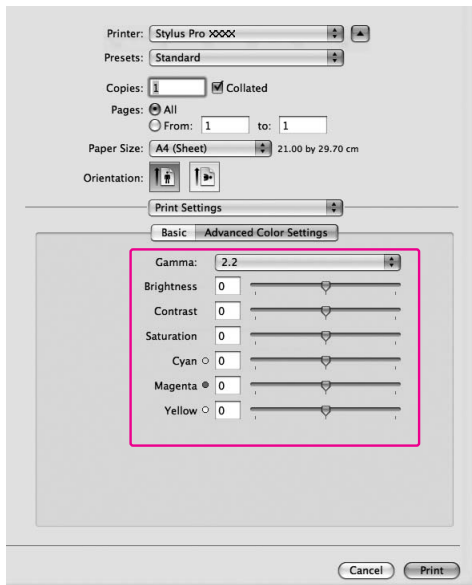 Printer: Stylus Pro XXXX
Presets: Standard
Copies: 1 Collated
Pages: All
From: 1 to: 1
Paper Size: A4 (Sheet) 21.00 by 29.70 cm
Orientation:
Print Settings
Basic Advanced Color Settings
Gamma: 2.2
Brightness 0
Contrast 0
Saturation 0
Cyan 0
Magenta 0
Yellow 0
Cancel Print